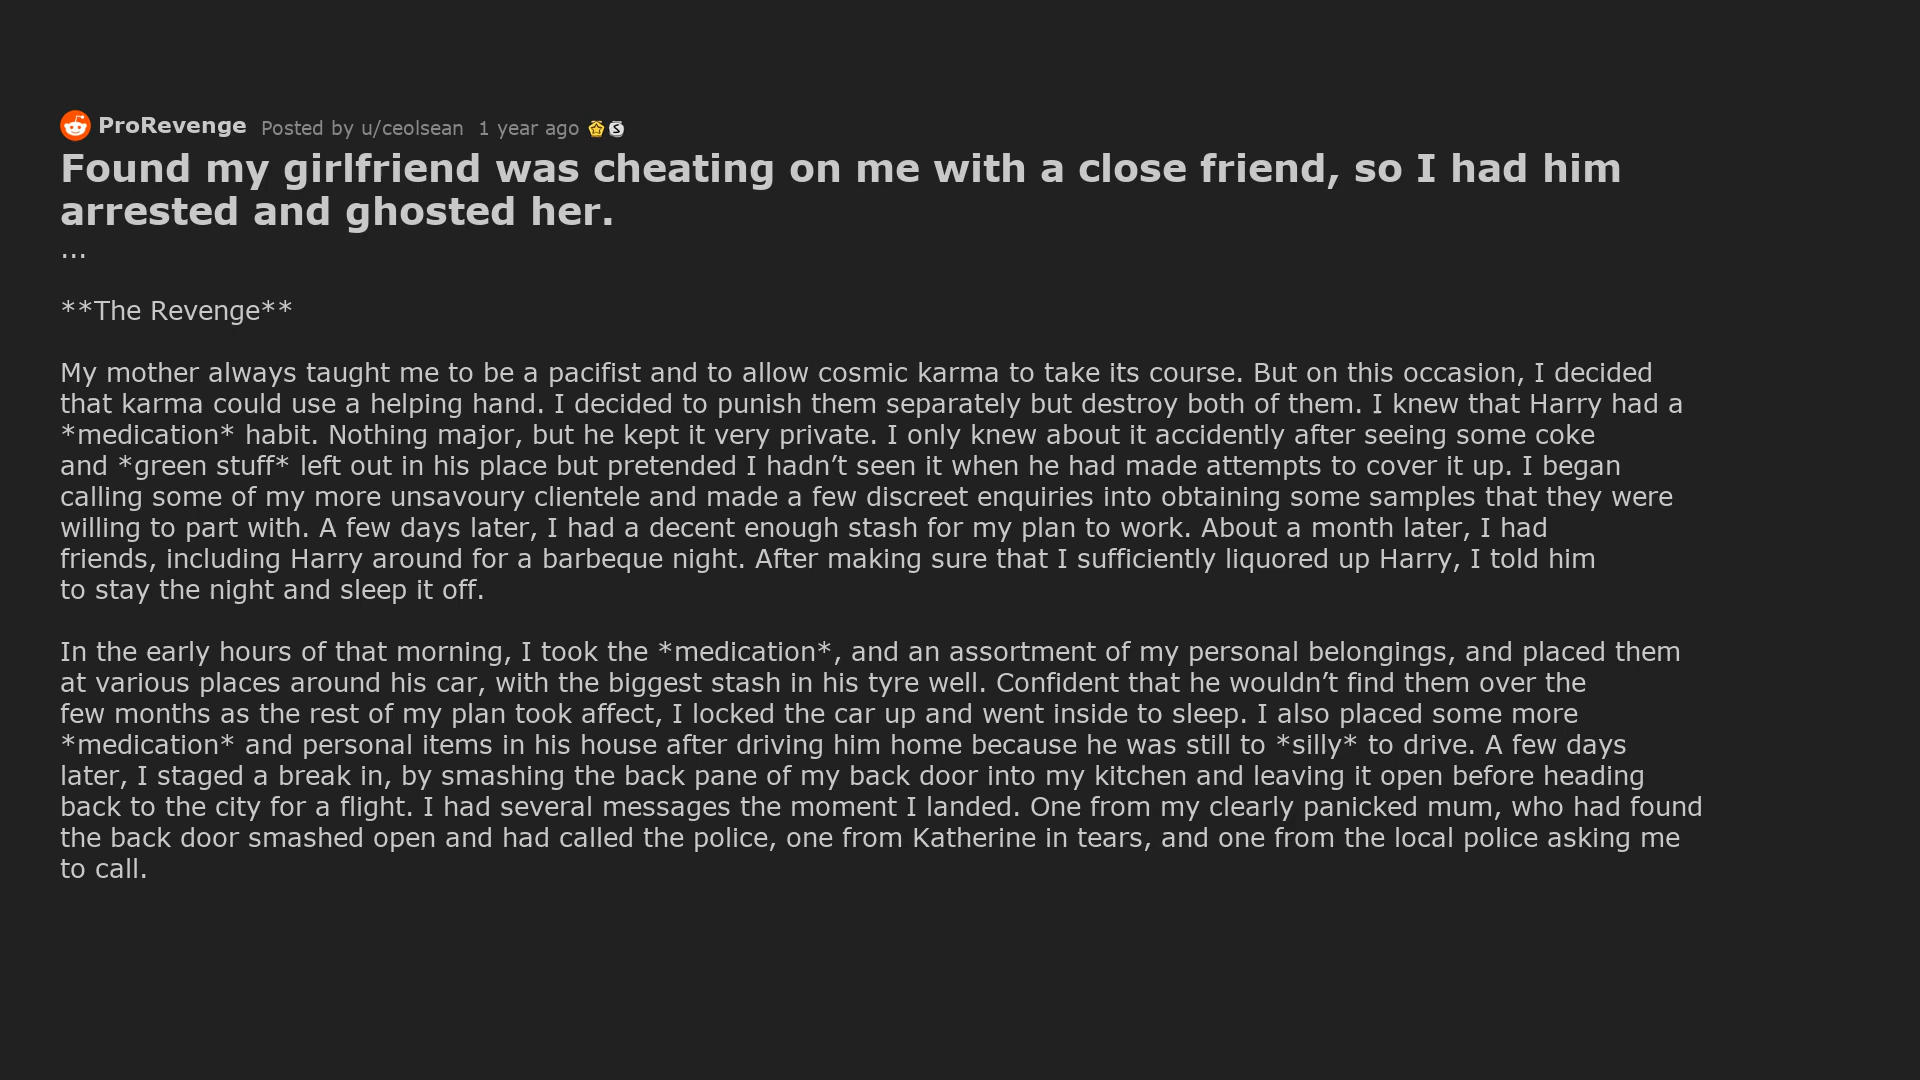 ProRevenge Posted by u/ceolsean 1 year ago
Found my girlfriend was cheating on me with a close friend, so I had him
arrested and ghosted her.
...
**The Revenge**
My mother always taught me to be a pacifist and to allow cosmic karma to take its course. But on this occasion, I decided
that karma could use a helping hand. I decided to punish them separately but destroy both of them. I knew that Harry had a
*medication* habit. Nothing major, but he kept it very private. I only knew about it accidently after seeing some coke
and *green stuff* left out in his place but pretended I hadn’t seen it when he had made attempts to cover it up. I began
calling some of my more unsavoury clientele and made a few discreet enquiries into obtaining some samples that they were
willing to part with. A few days later, I had a decent enough stash for my plan to work. About a month later, I had
friends, including Harry around for a barbeque night. After making sure that I sufficiently liquored up Harry, I told him
to stay the night and sleep it off.
In the early hours of that morning, I took the *medication*, and an assortment of my personal belongings, and placed them
at various places around his car, with the biggest stash in his tyre well. Confident that he wouldn’t find them over the
few months as the rest of my plan took affect, I locked the car up and went inside to sleep. I also placed some more
*medication* and personal items in his house after driving him home because he was still to *silly* to drive. A few days
later, I staged a break in, by smashing the back pane of my back door into my kitchen and leaving it open before heading
back to the city for a flight. I had several messages the moment I landed. One from my clearly panicked mum, who had found
the back door smashed open and had called the police, one from Katherine in tears, and one from the local police asking me
to call.